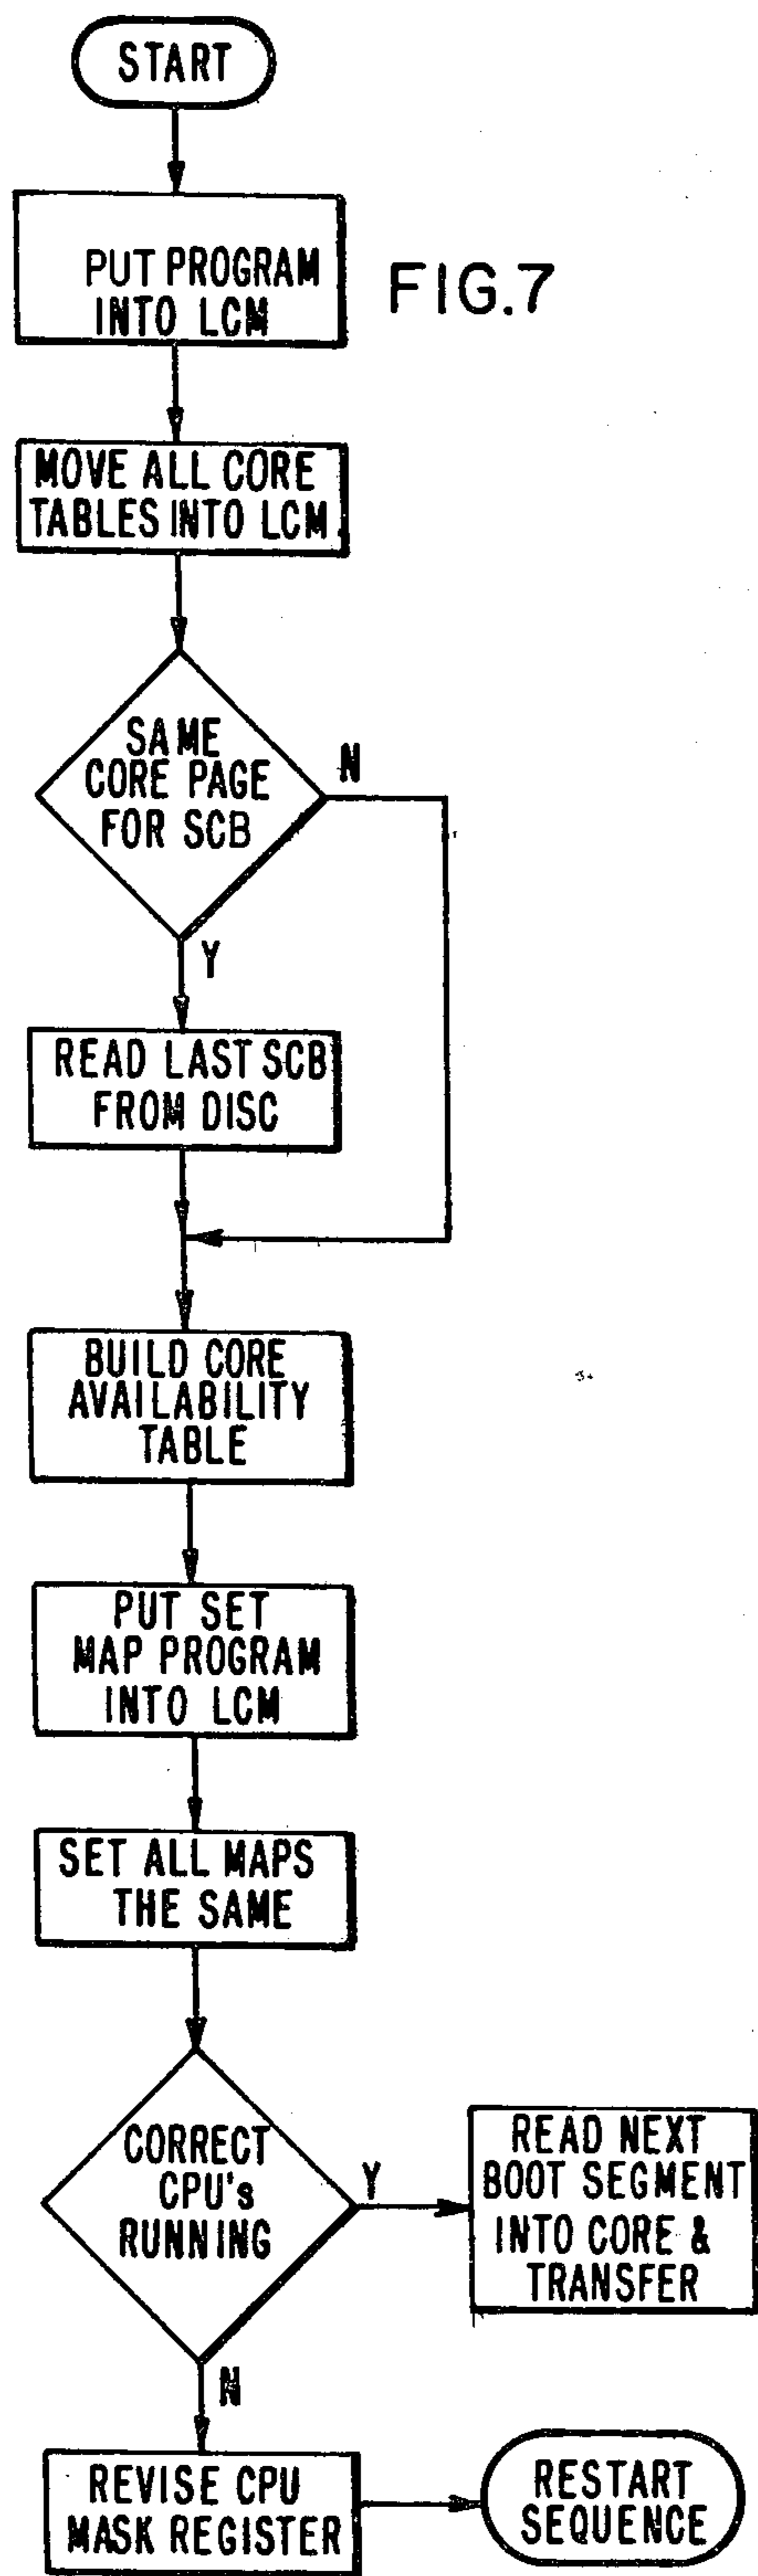 START
PUT PROGRAM
INTO LCM
FIG.7
MOVE ALL CORE
TABLES INTO LCM
SAME
CORE PAGE
FOR SCB
N
Y
READ LAST SCB
FROM DISC
BUILD CORE
AVAILABILITY
TABLE
PUT SET
MAP PROGRAM
INTO LCM
SET ALL MAPS
THE SAME
CORRECT
CPU's
RUNNING
Y
READ NEXT
BOOT SEGMENT
INTO CORE &
TRANSFER
N
REVISE CPU
MASK REGISTER
RESTART
SEQUENCE